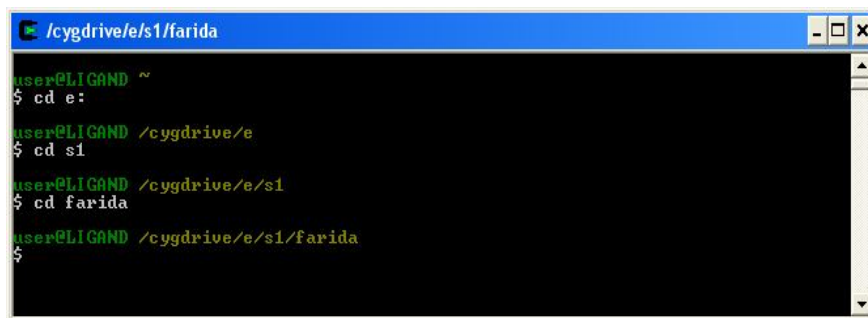 /cygdrive/e/s1/farida
user@LIGAND ~
$ cd e:
user@LIGAND /cygdrive/e
$ cd s1
user@LIGAND /cygdrive/e/s1
$ cd farida
user@LIGAND /cygdrive/e/s1/farida
$